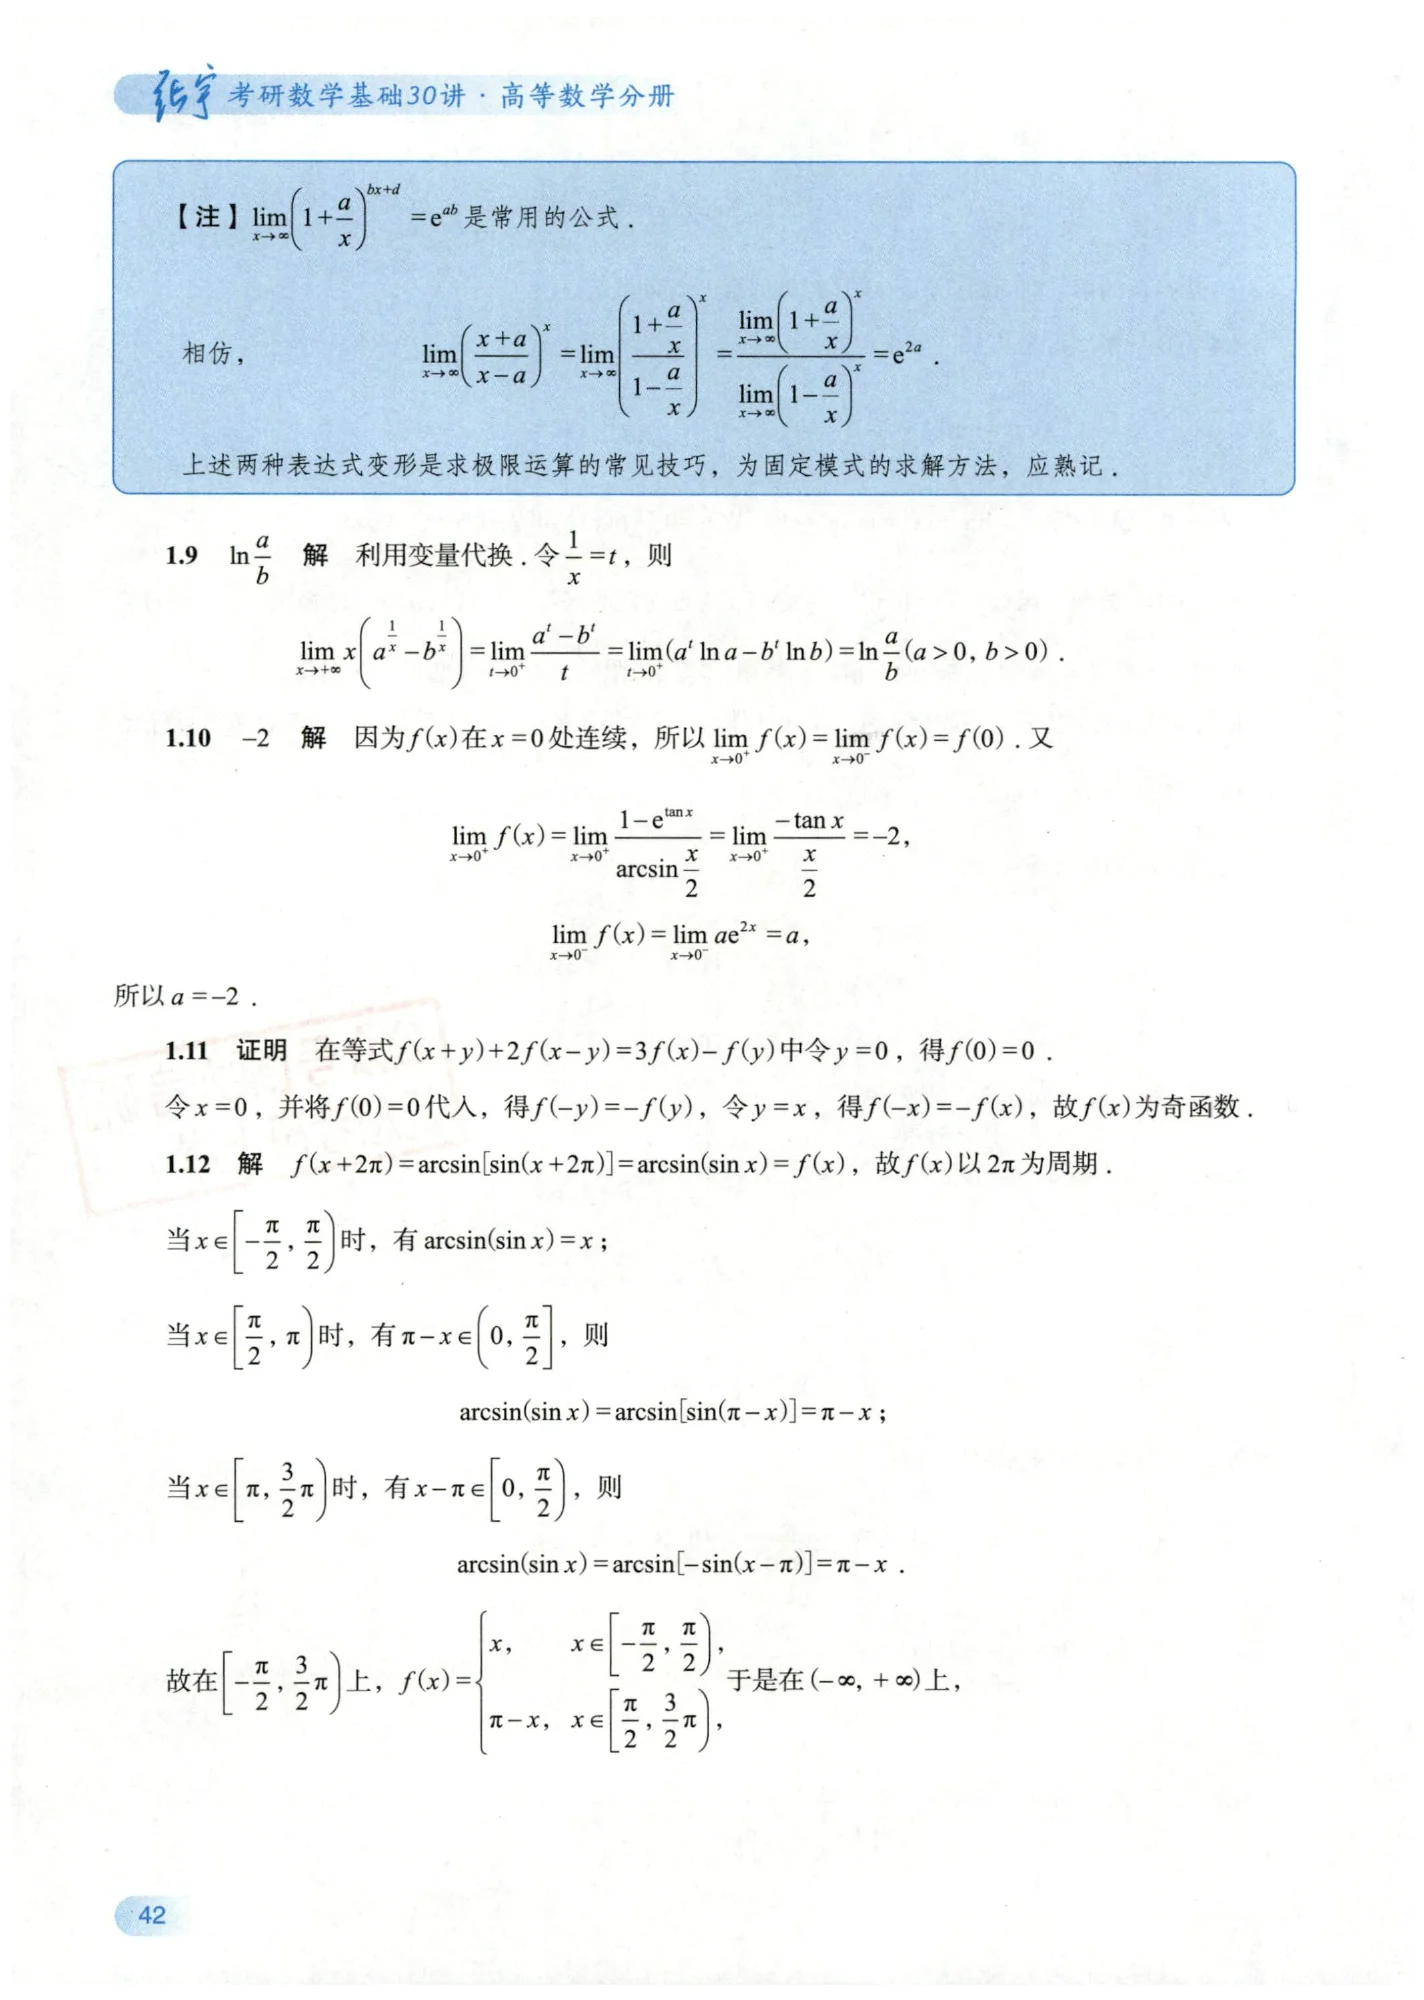 张宇 考研数学基础30讲·高等数学分册
【注】$\lim\limits_{x\to\infty}\left(1+\frac{a}{x}\right)^{bx+d}=e^{ab}$是常用的公式.
相仿，$\lim\limits_{x\to\infty}\left(\frac{x+a}{x-a}\right)^{x}=\lim\limits_{x\to\infty}\left(\frac{1+\frac{a}{x}}{1-\frac{a}{x}}\right)^{x}=\frac{\lim\limits_{x\to\infty}\left(1+\frac{a}{x}\right)^{x}}{\lim\limits_{x\to\infty}\left(1-\frac{a}{x}\right)^{x}}=e^{2a}$.
上述两种表达式变形是求极限运算的常见技巧，为固定模式的求解方法，应熟记.
1.9 $\ln\frac{a}{b}$ 解 利用变量代换.令$\frac{1}{x}=t$，则
$\lim\limits_{x\to+\infty}x\left(a^{\frac{1}{x}}-b^{\frac{1}{x}}\right)=\lim\limits_{t\to0^+}\frac{a^t-b^t}{t}=\lim\limits_{t\to0^+}(a^t\ln a-b^t\ln b)=\ln\frac{a}{b}(a>0,b>0)$.
1.10 -2 解 因为$f(x)$在$x=0$处连续，所以$\lim\limits_{x\to0^+}f(x)=\lim\limits_{x\to0^-}f(x)=f(0)$.又
$\lim\limits_{x\to0^+}f(x)=\lim\limits_{x\to0^+}\frac{1-e^{\tan x}}{\arcsin\frac{x}{2}}=\lim\limits_{x\to0^+}\frac{-\tan x}{\frac{x}{2}}=-2,$
$\lim\limits_{x\to0^-}f(x)=\lim\limits_{x\to0^-}ae^{2x}=a,$
所以$a=-2$.
1.11 证明 在等式$f(x+y)+2f(x-y)=3f(x)-f(y)$中令$y=0$，得$f(0)=0$.
令$x=0$，并将$f(0)=0$代入，得$f(-y)=-f(y)$，令$y=x$，得$f(-x)=-f(x)$，故$f(x)$为奇函数.
1.12 解 $f(x+2\pi)=\arcsin[\sin(x+2\pi)]=\arcsin(\sin x)=f(x)$，故$f(x)$以$2\pi$为周期.
当$x\in\left[-\frac{\pi}{2},\frac{\pi}{2}\right)$时，有$\arcsin(\sin x)=x$；
当$x\in\left[\frac{\pi}{2},\pi\right)$时，有$\pi-x\in\left(0,\frac{\pi}{2}\right]$，则
$\arcsin(\sin x)=\arcsin[\sin(\pi-x)]=\pi-x$；
当$x\in\left[\pi,\frac{3}{2}\pi\right)$时，有$x-\pi\in\left[0,\frac{\pi}{2}\right)$，则
$\arcsin(\sin x)=\arcsin[-\sin(x-\pi)]=\pi-x$.
故在$\left[-\frac{\pi}{2},\frac{3}{2}\pi\right)$上，$f(x)=\begin{cases}x, & x\in\left[-\frac{\pi}{2},\frac{\pi}{2}\right),\\ \pi-x, & x\in\left[\frac{\pi}{2},\frac{3}{2}\pi\right),\end{cases}$于是在$(-\infty,+\infty)$上，
42